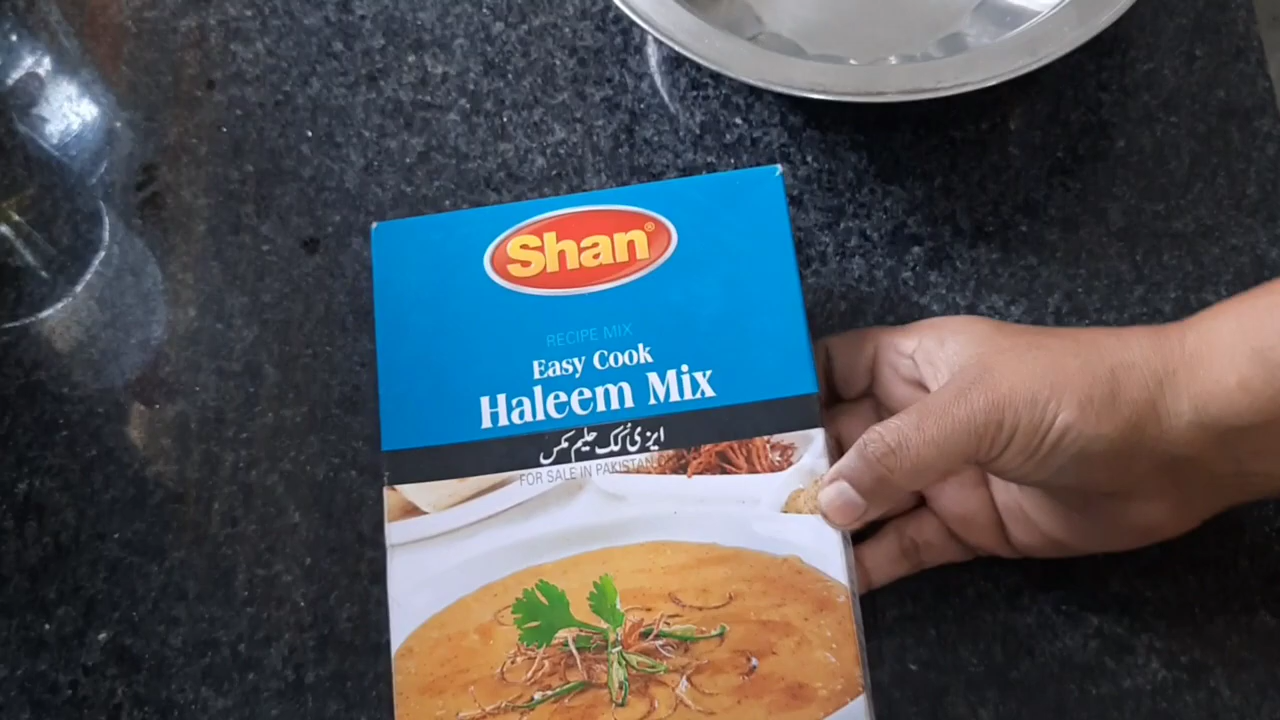 Shan®
RECIPE MIX
Easy Cook
Haleem Mix
ایزی کک حلیم مکس
FOR SALE IN PAKISTAN